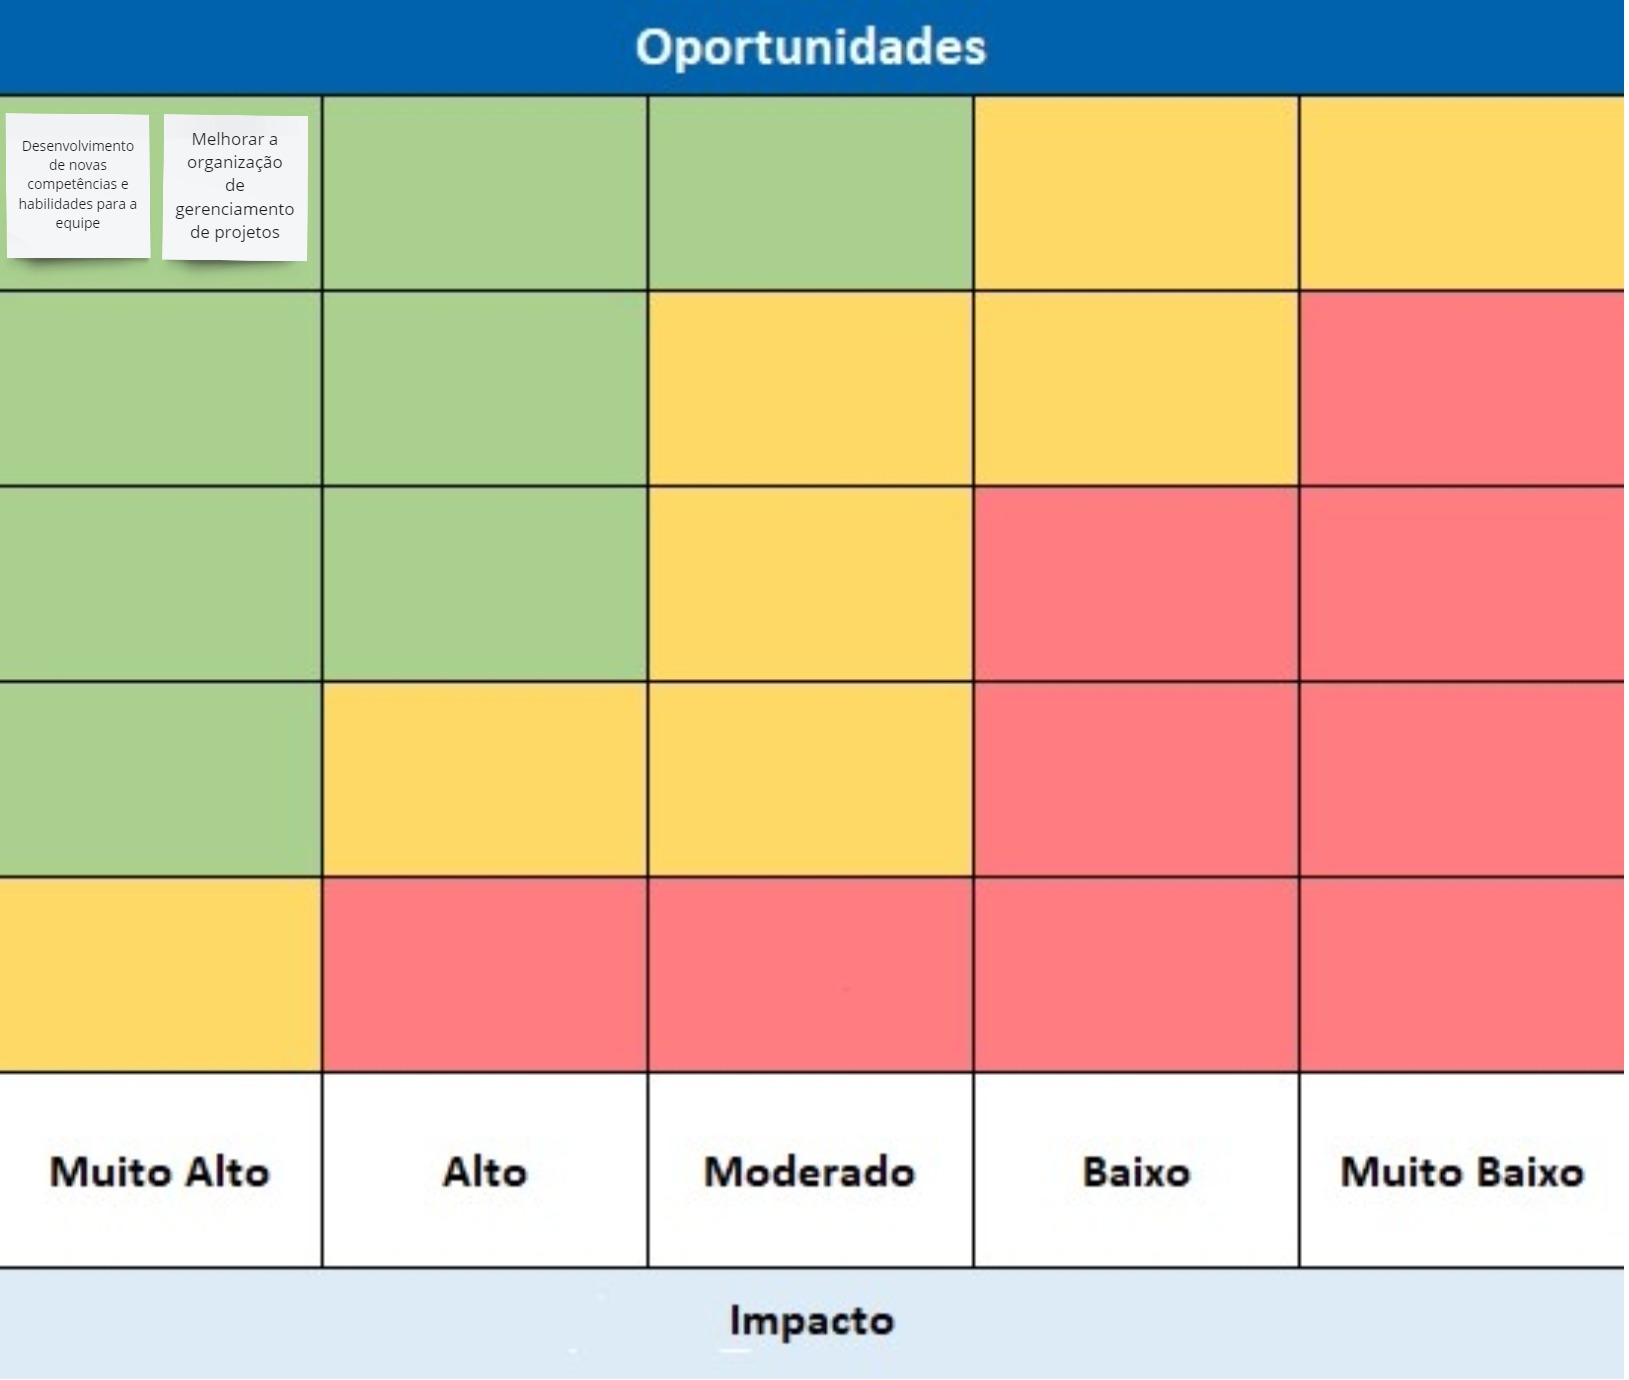 Oportunidades
Desenvolvimento
de novas
competências e
habilidades para a
equipe
Melhorar a
organização
de
gerenciamento
de projetos
Muito Alto
Alto
Moderado
Baixo
Muito Baixo
Impacto